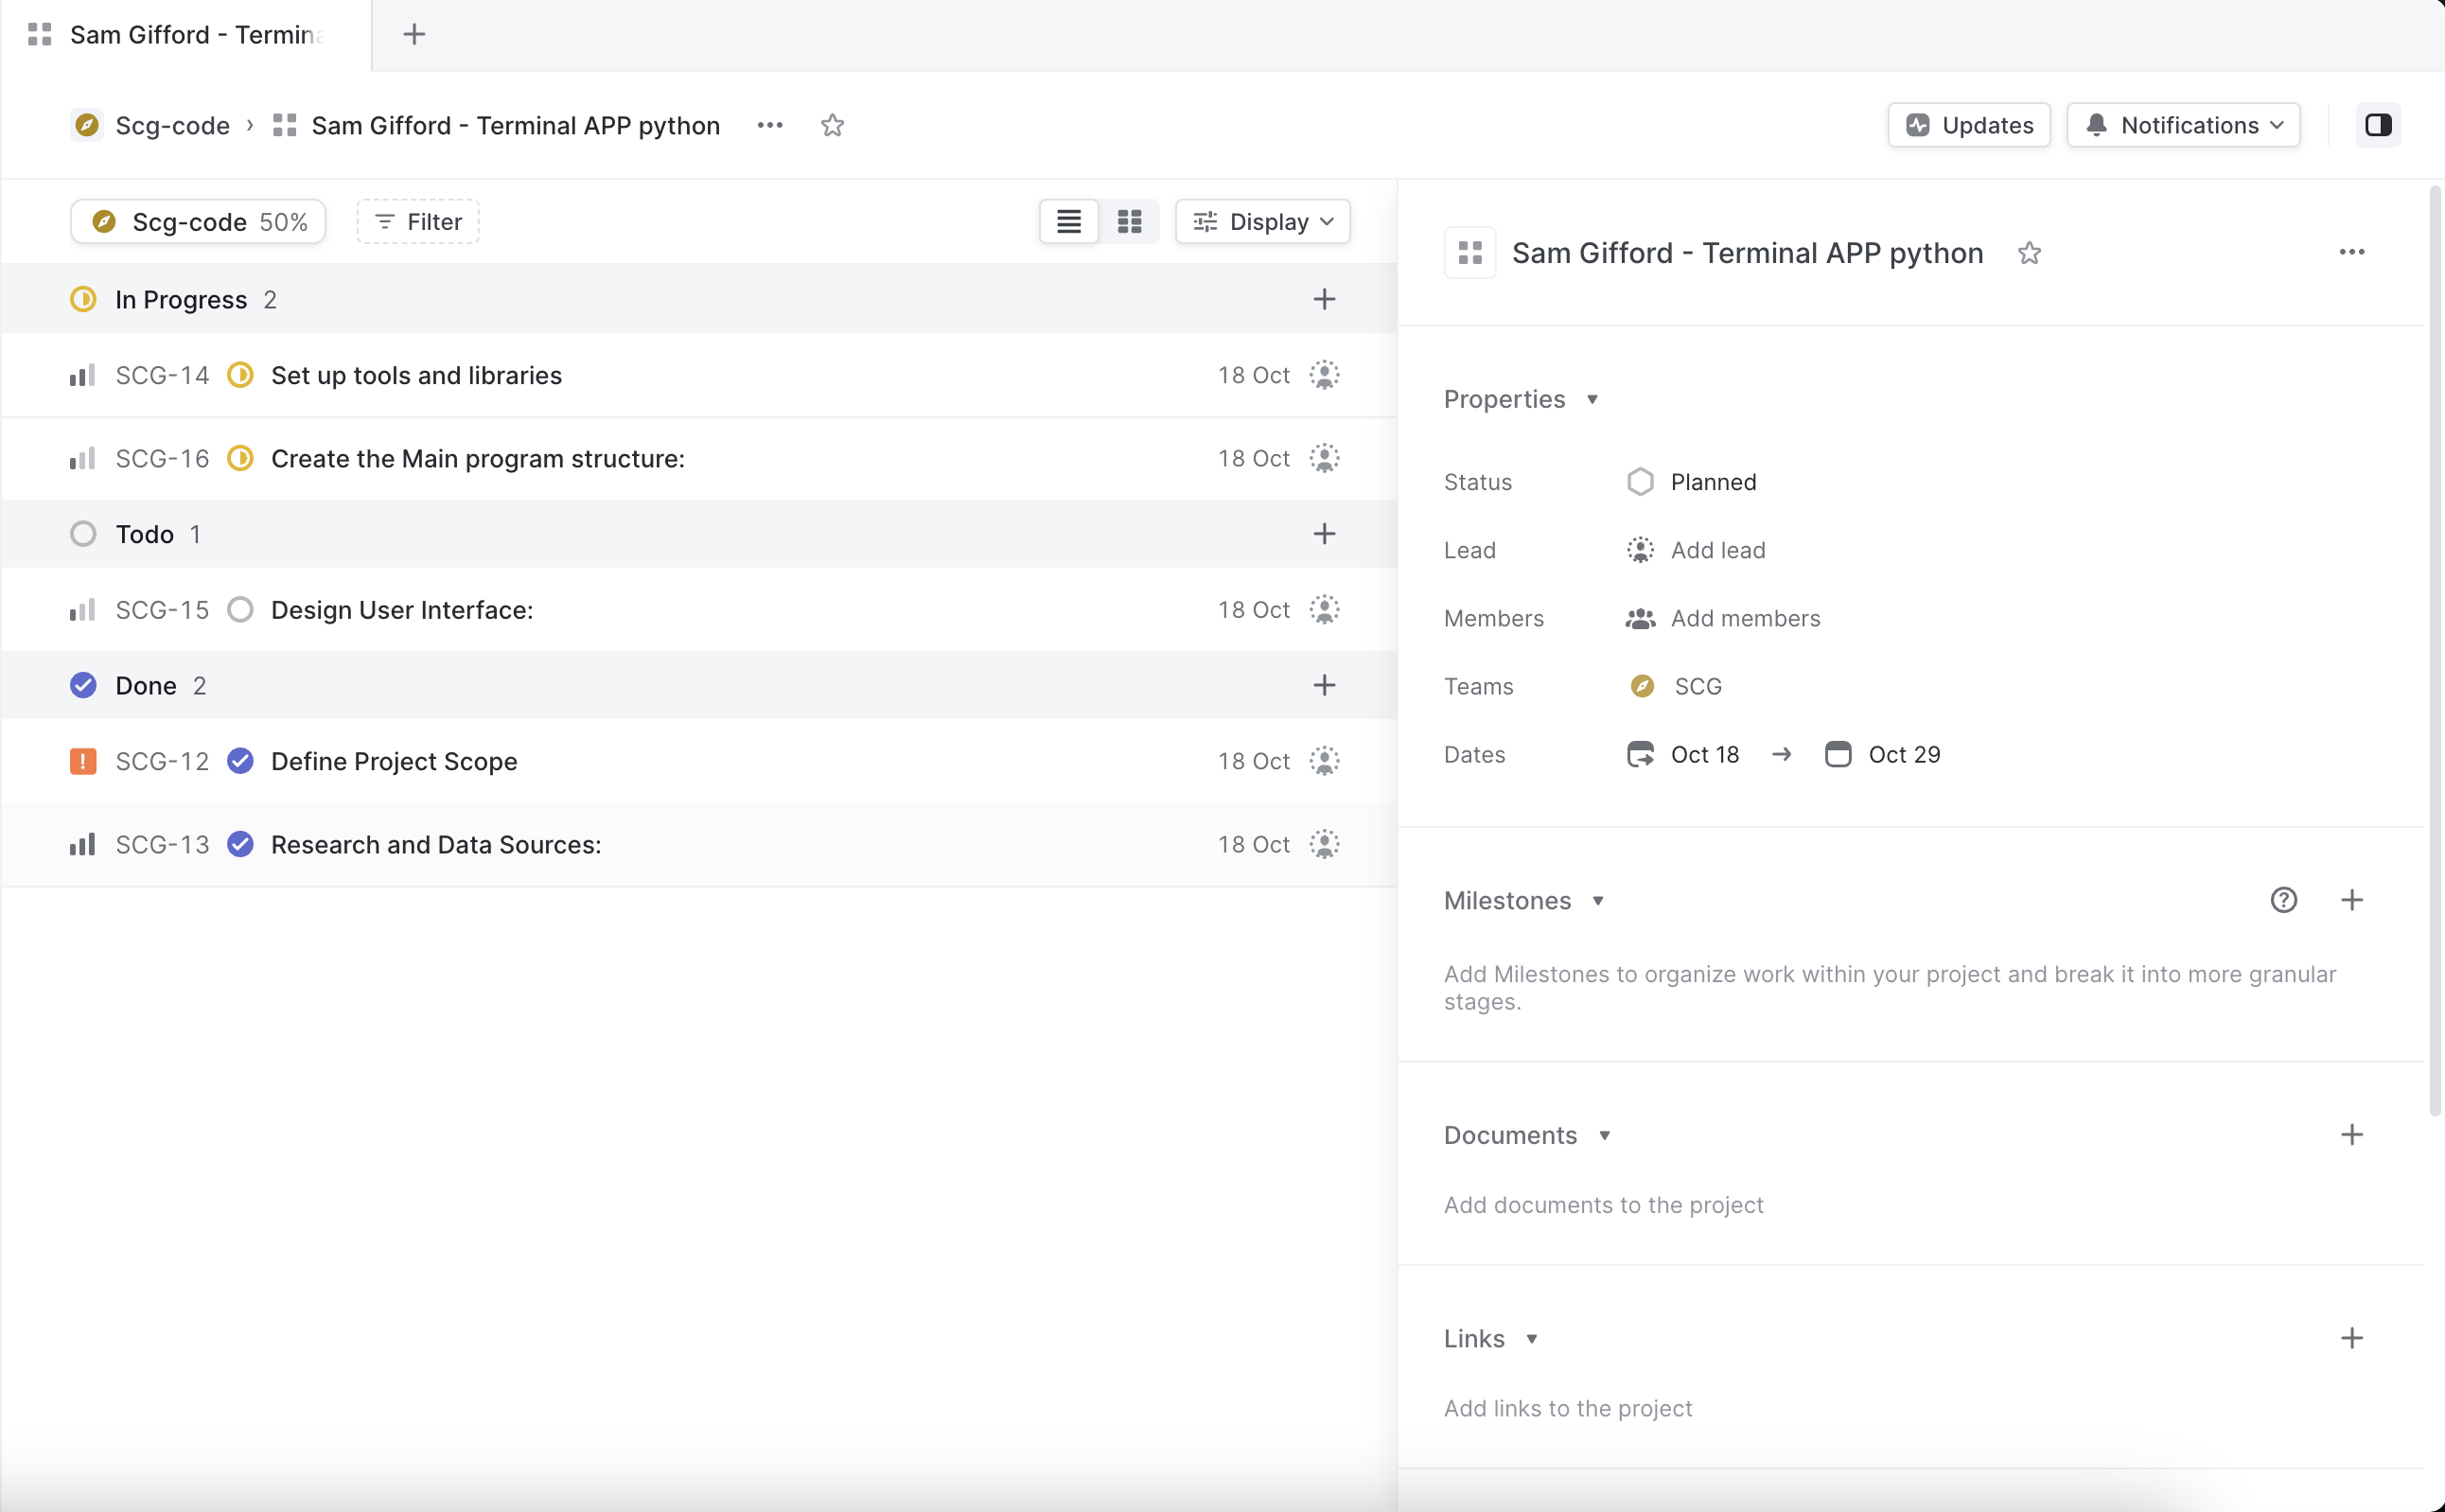 Sam Gifford - Termin
Scg-code › Sam Gifford - Terminal APP python
Updates
Notifications
Scg-code 50%
Filter
Display
In Progress 2
SCG-14 Set up tools and libraries 18 Oct
SCG-16 Create the Main program structure: 18 Oct
Todo 1
SCG-15 Design User Interface: 18 Oct
Done 2
SCG-12 Define Project Scope 18 Oct
SCG-13 Research and Data Sources: 18 Oct
Sam Gifford - Terminal APP python
Properties
Status Planned
Lead Add lead
Members Add members
Teams SCG
Dates Oct 18 → Oct 29
Milestones
Add Milestones to organize work within your project and break it into more granular
stages.
Documents
Add documents to the project
Links
Add links to the project